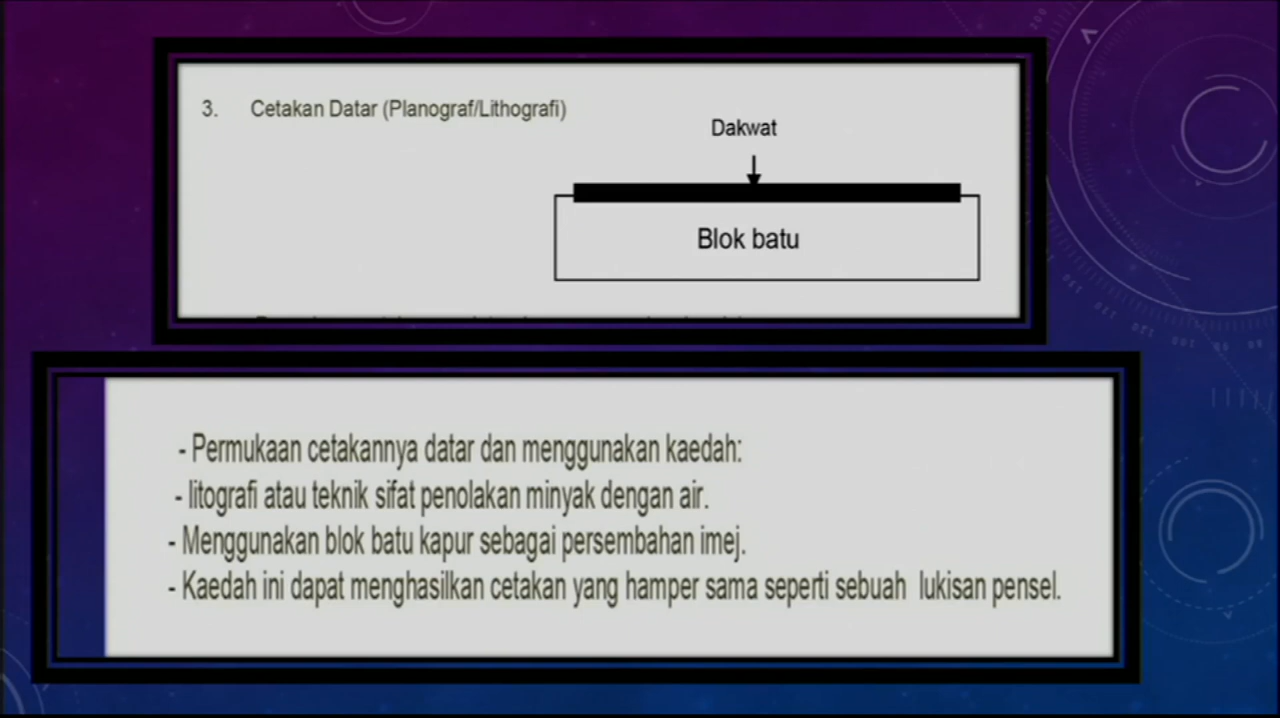 3. Cetakan Datar (Planograf/Lithografi)
Dakwat
Blok batu
- Permukaan cetakannya datar dan menggunakan kaedah:
- litografi atau teknik sifat penolakan minyak dengan air.
- Menggunakan blok batu kapur sebagai persembahan imej.
- Kaedah ini dapat menghasilkan cetakan yang hamper sama seperti sebuah lukisan pensel.